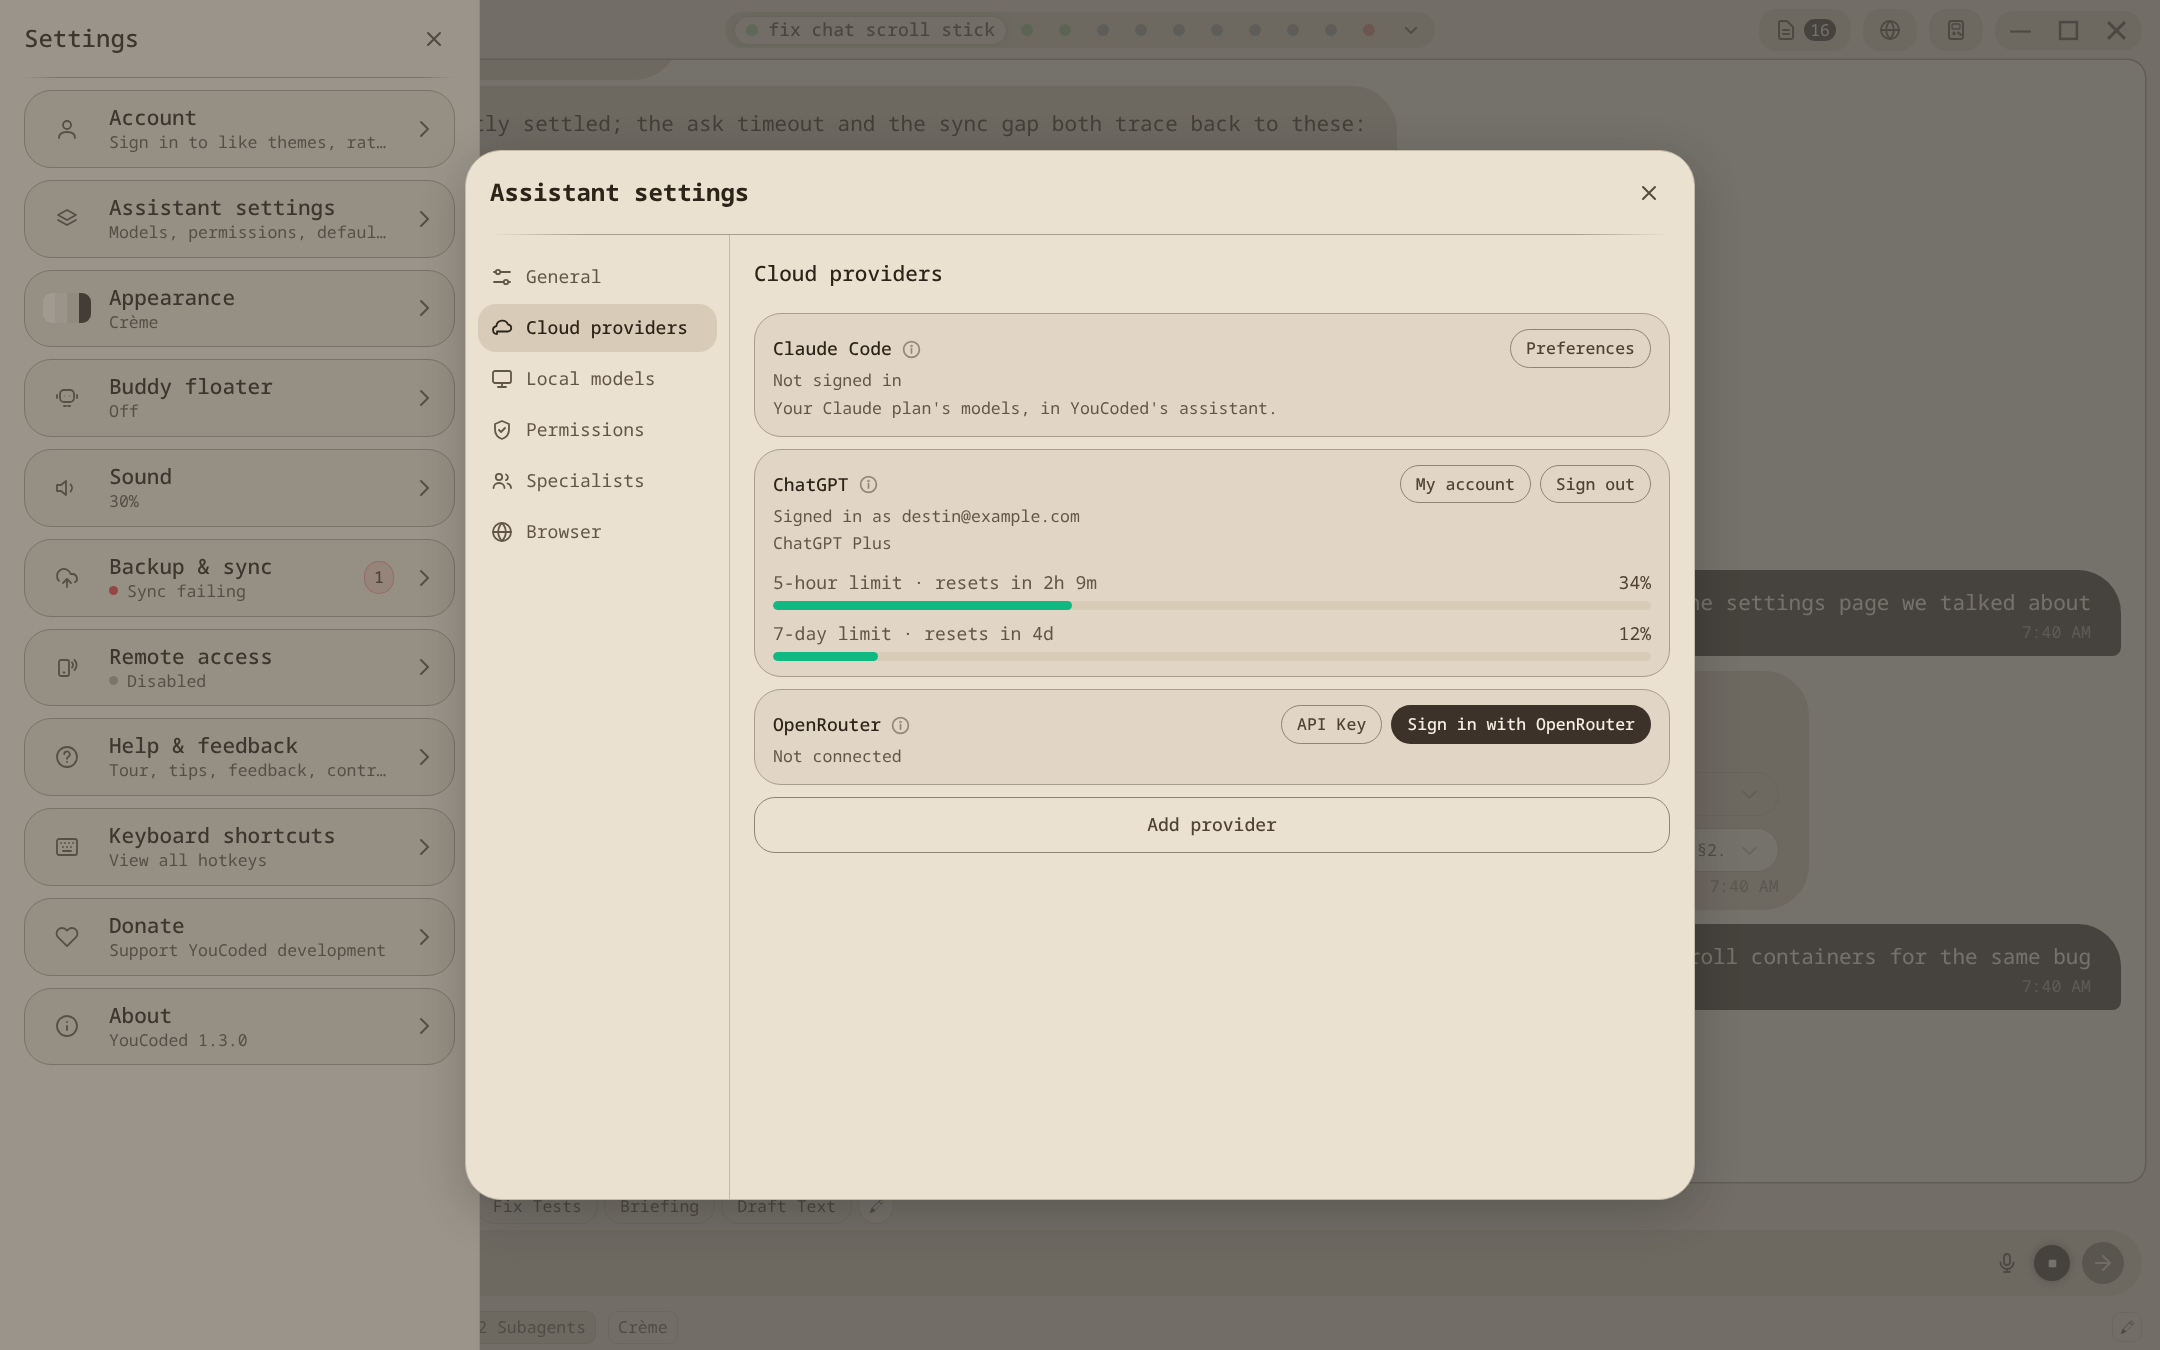 Settings
Account
Sign in to like themes, rat…
Assistant settings
Models, permissions, defaul…
Appearance
Crème
Buddy floater
Off
Sound
30%
Backup & sync
Sync failing
1
Remote access
Disabled
Help & feedback
Tour, tips, feedback, contr…
Keyboard shortcuts
View all hotkeys
Donate
Support YouCoded development
About
YouCoded 1.3.0
fix chat scroll stick
16
settled; the ask timeout and the sync gap both trace back to these:
Assistant settings
General
Cloud providers
Local models
Permissions
Specialists
Browser
Cloud providers
Claude Code
Preferences
Not signed in
Your Claude plan's models, in YouCoded's assistant.
ChatGPT
My account
Sign out
Signed in as destin@example.com
ChatGPT Plus
5-hour limit · resets in 2h 9m
34%
7-day limit · resets in 4d
12%
OpenRouter
API Key
Sign in with OpenRouter
Not connected
Add provider
settings page we talked about
7:40 AM
§2.
7:40 AM
containers for the same bug
7:40 AM
Fix Tests
Briefing
Draft Text
2 Subagents
Crème